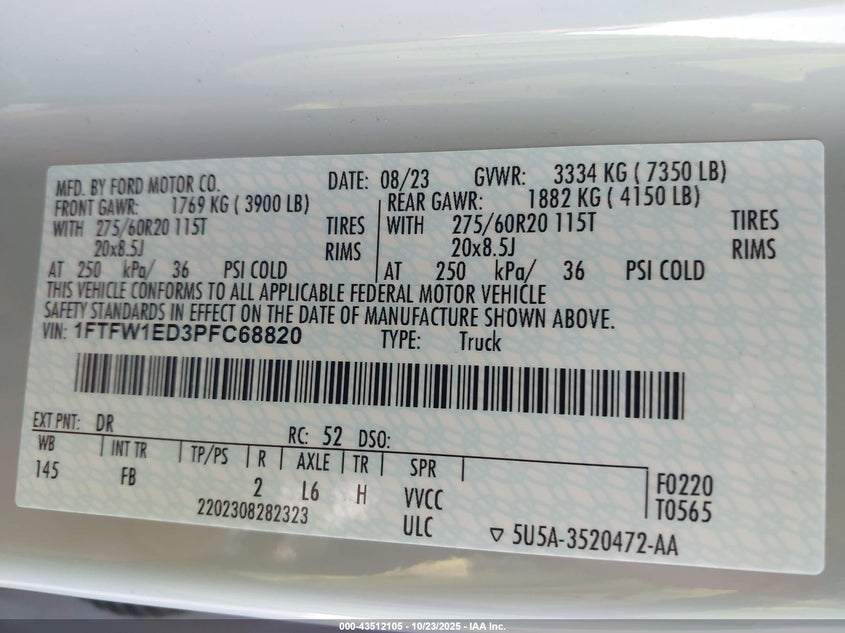 MFD. BY FORD MOTOR CO. DATE: 08/23 GVWR: 3334 KG ( 7350 LB)
FRONT GAWR: 1769 KG ( 3900 LB) REAR GAWR: 1882 KG ( 4150 LB)
WITH 275/60R20 115T TIRES WITH 275/60R20 115T TIRES
20x8.5J RIMS 20x8.5J RIMS
AT 250 kPa/ 36 PSI COLD AT 250 kPa/ 36 PSI COLD
THIS VEHICLE CONFORMS TO ALL APPLICABLE FEDERAL MOTOR VEHICLE
SAFETY STANDARDS IN EFFECT ON THE DATE OF MANUFACTURE SHOWN ABOVE.
VIN: 1FTFW1ED3PFC68820 TYPE: Truck
EXT PNT: DR RC: 52 DSO:
WB INT TR TP/PS R AXLE TR SPR F0220
145 FB 2 L6 H VVCC T0565
2202308282323 ULC ▽ 5U5A-3520472-AA
000-43512105 - 10/23/2025 - IAA Inc.